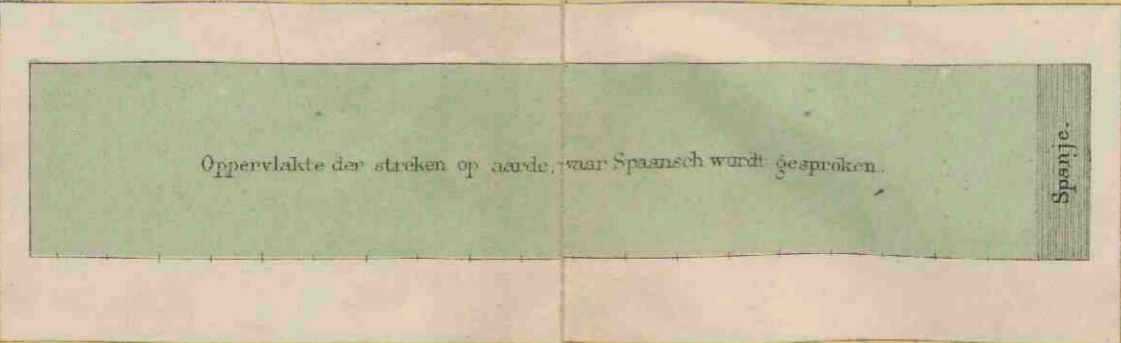 Oppervlakte der streken op aarde, waar Spaansch wordt gesproken.
Spanje.